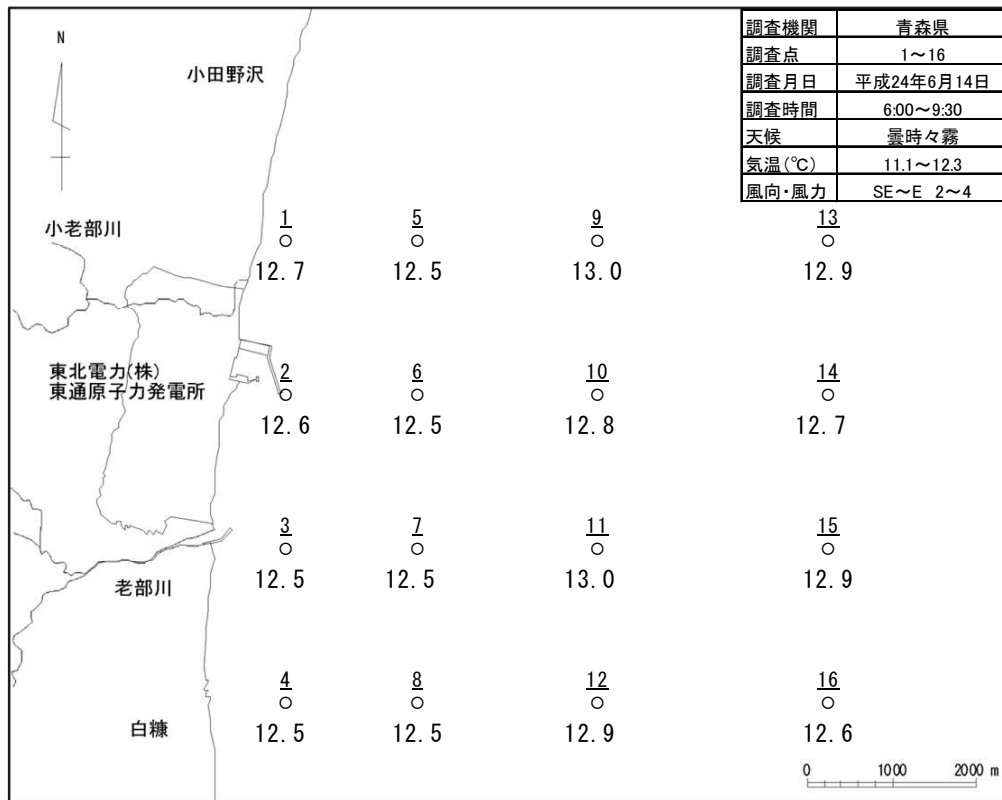 調査機関 青森県
調査点 1～16
調査月日 平成24年6月14日
調査時間 6:00～9:30
天候 曇時々霧
気温(℃) 11.1～12.3
風向・風力 SE～E 2～4
N
小田野沢
小老部川
1 5 9 13
12.7 12.5 13.0 12.9
東北電力(株)
東通原子力発電所
2 6 10 14
12.6 12.5 12.8 12.7
3 7 11 15
12.5 12.5 13.0 12.9
老部川
4 8 12 16
12.5 12.5 12.9 12.6
白糠
0 1000 2000 m